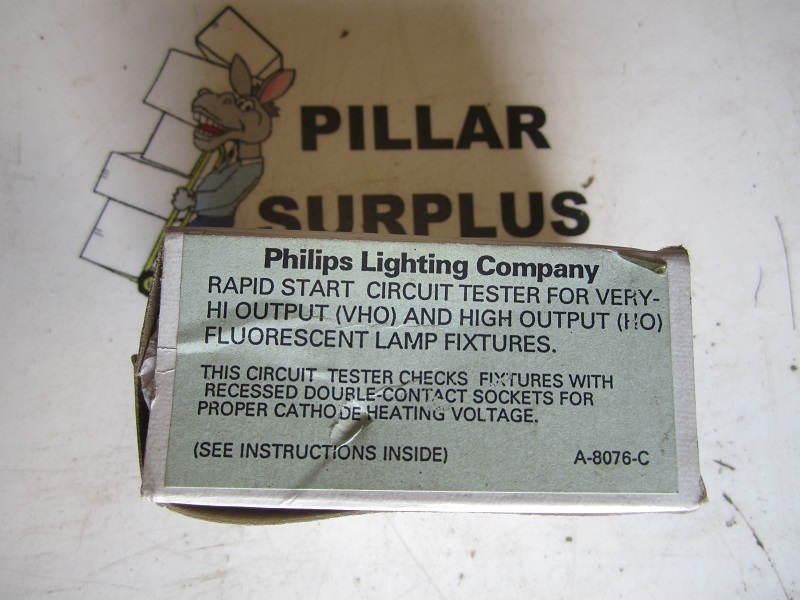 PILLAR
SURPLUS
Philips Lighting Company
RAPID START CIRCUIT TESTER FOR VERY-
HI OUTPUT (VHO) AND HIGH OUTPUT (HO)
FLUORESCENT LAMP FIXTURES.
THIS CIRCUIT TESTER CHECKS FIXTURES WITH
RECESSED DOUBLE-CONTACT SOCKETS FOR
PROPER CATHODE HEATING VOLTAGE.
(SEE INSTRUCTIONS INSIDE) A-8076-C